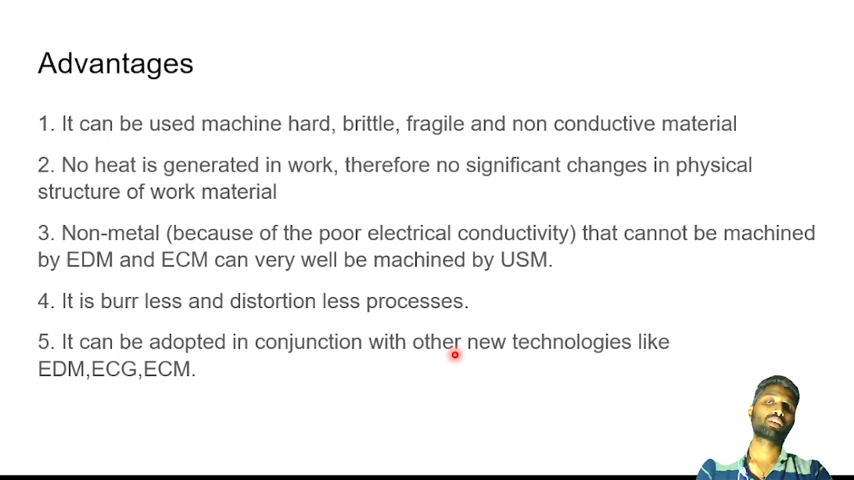 Advantages
1. It can be used machine hard, brittle, fragile and non conductive material
2. No heat is generated in work, therefore no significant changes in physical
structure of work material
3. Non-metal (because of the poor electrical conductivity) that cannot be machined
by EDM and ECM can very well be machined by USM.
4. It is burr less and distortion less processes.
5. It can be adopted in conjunction with other new technologies like
EDM,ECG,ECM.